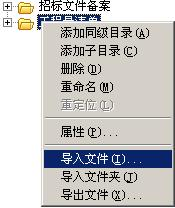 招标文件备案
添加同级目录(A)
添加子目录(C)
删除(D)
重命名(M)
重定位(L)
属性(P)...
导入文件(I)...
导入文件夹(T)
导出文件(X)...